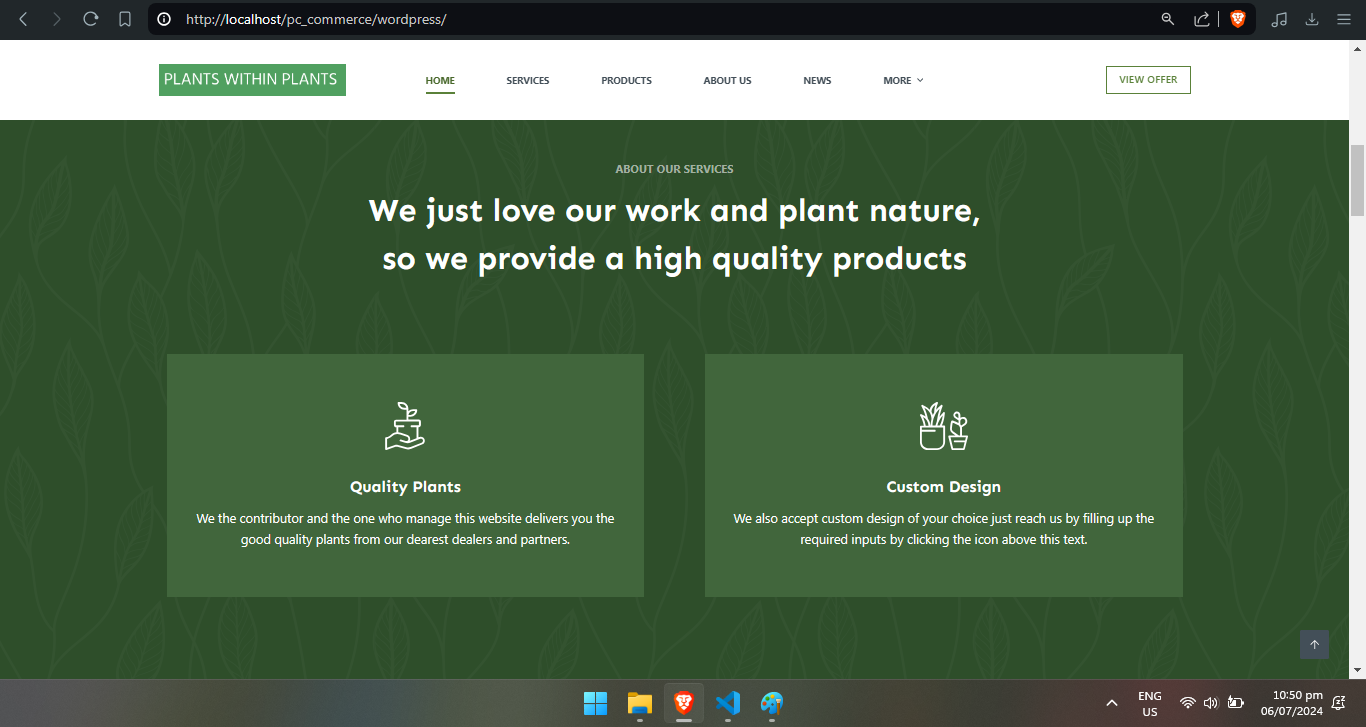 http://localhost/pc_commerce/wordpress/
PLANTS WITHIN PLANTS
HOME
SERVICES
PRODUCTS
ABOUT US
NEWS
MORE
VIEW OFFER
ABOUT OUR SERVICES
We just love our work and plant nature,
so we provide a high quality products
Quality Plants
We the contributor and the one who manage this website delivers you the
good quality plants from our dearest dealers and partners.
Custom Design
We also accept custom design of your choice just reach us by filling up the
required inputs by clicking the icon above this text.
ENG
US
10:50 pm
06/07/2024